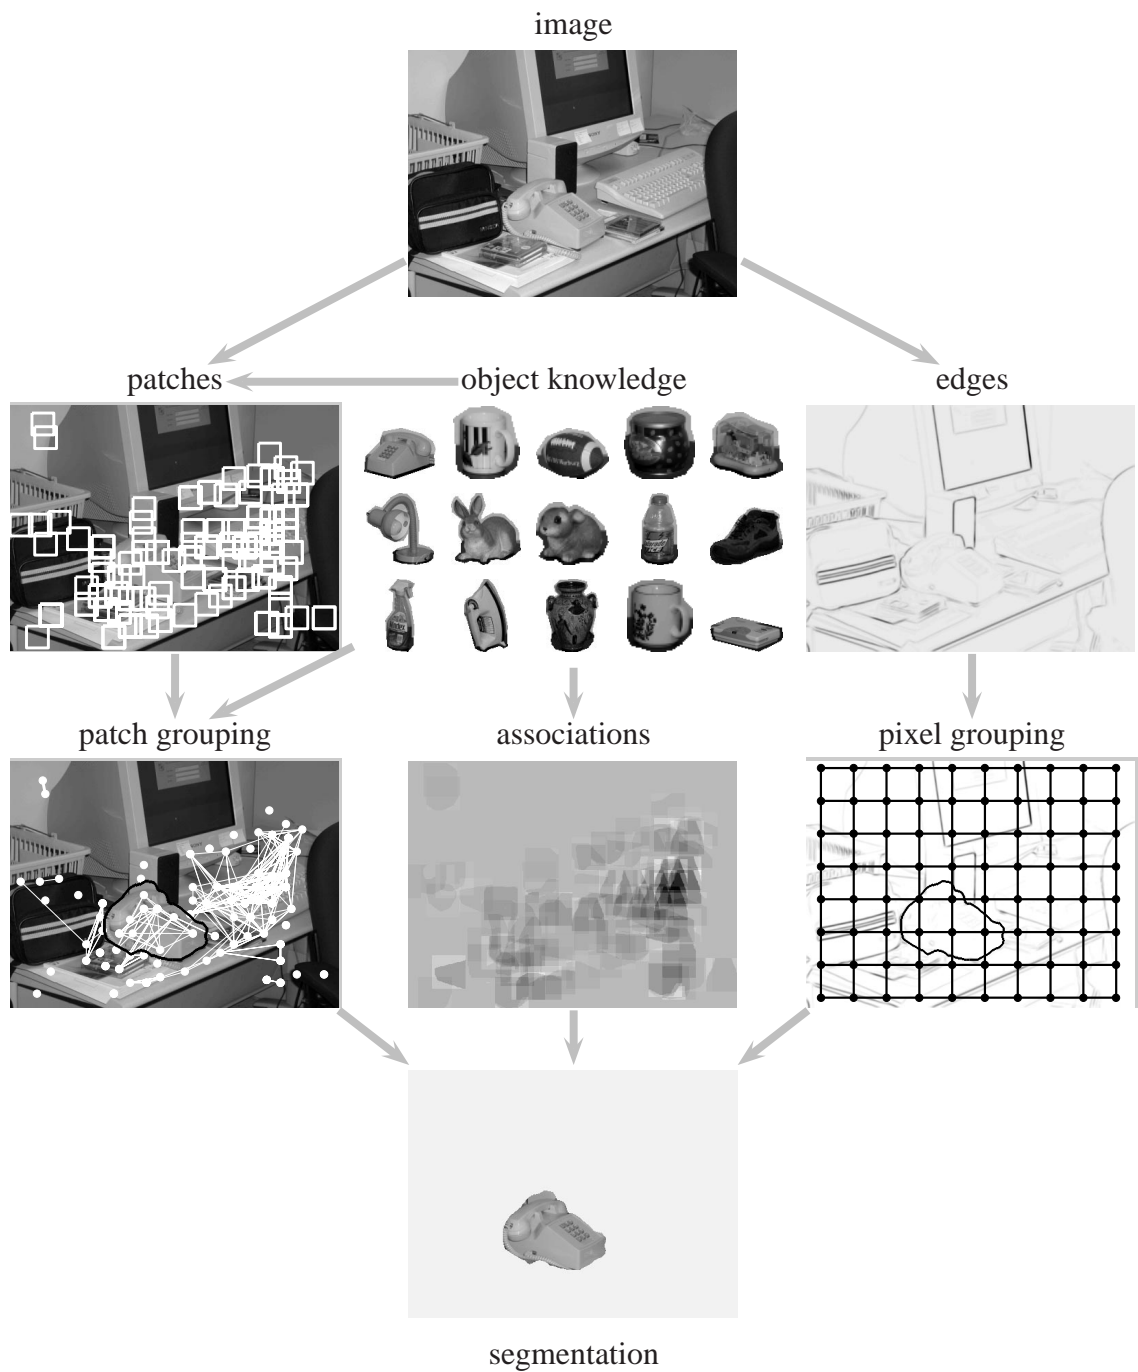 image
patches
object knowledge
edges
patch grouping
associations
pixel grouping
segmentation